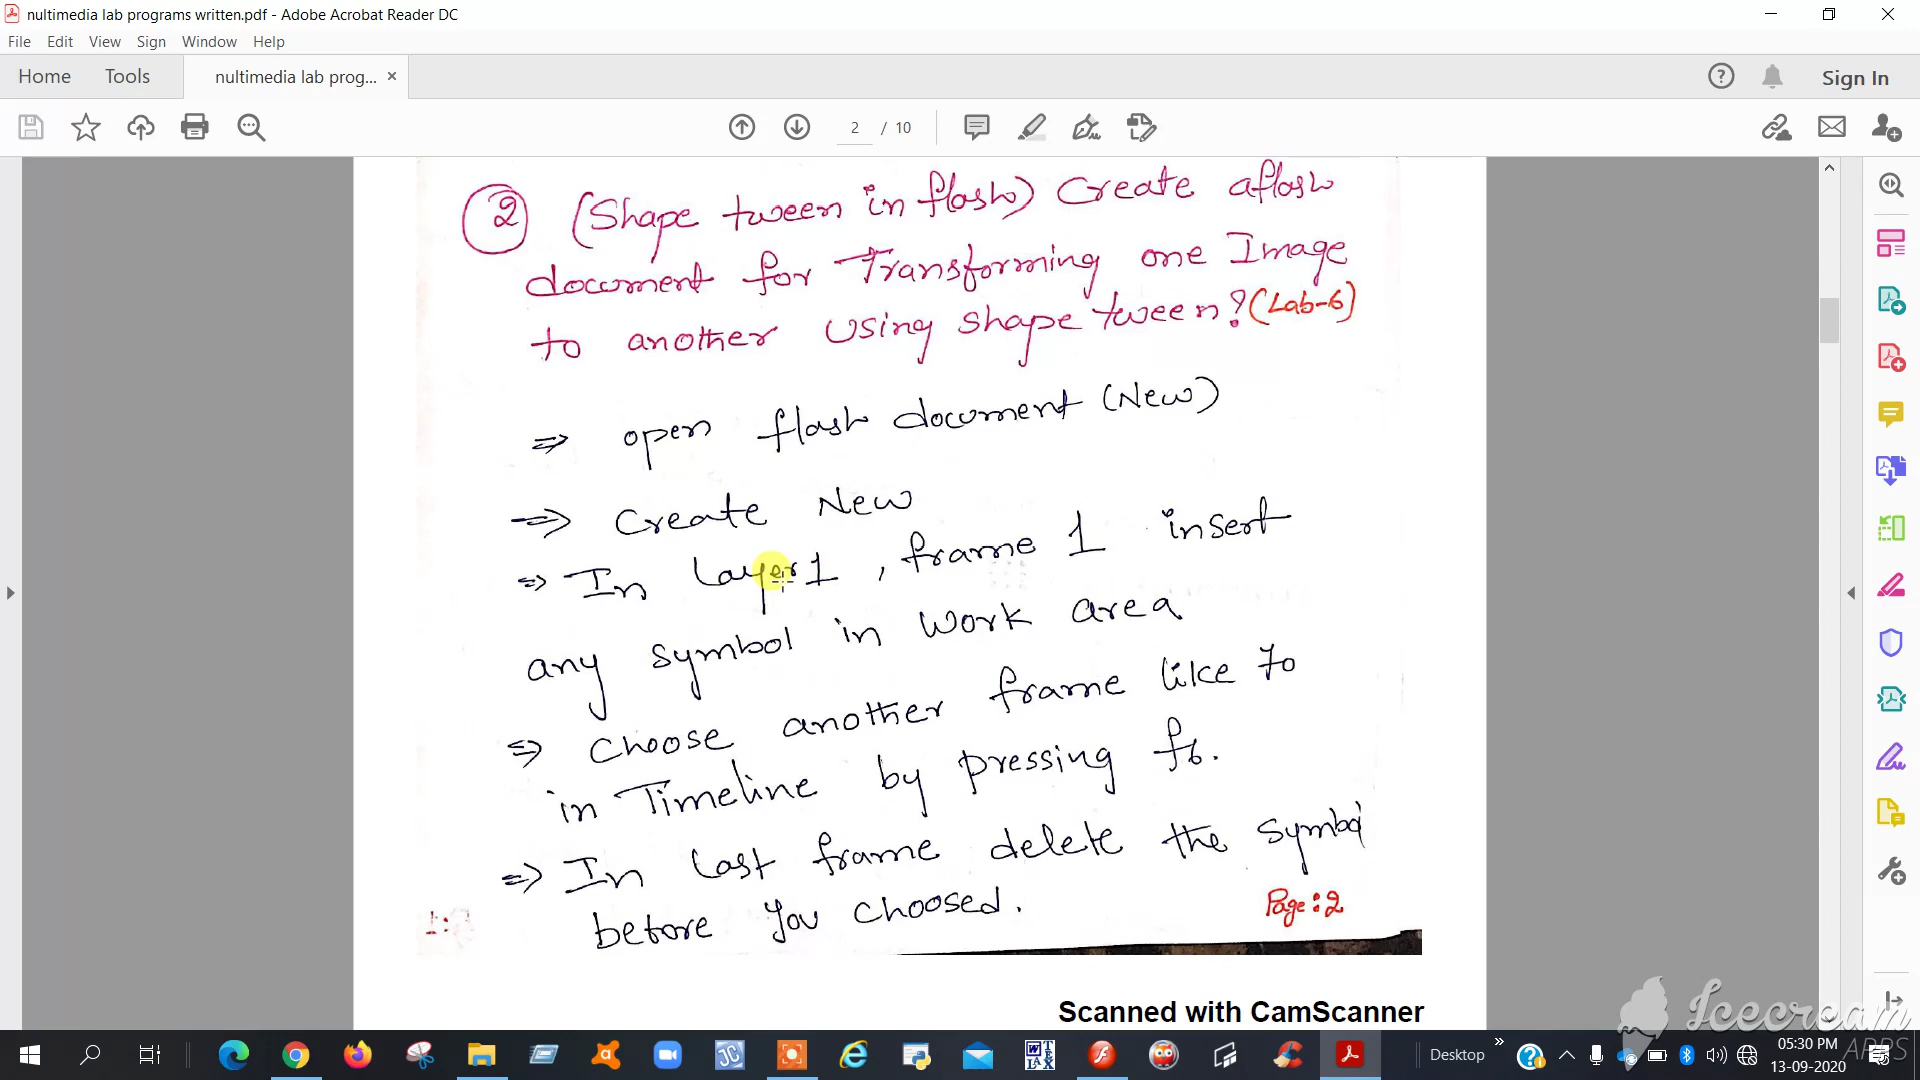 nultimedia lab programs written.pdf - Adobe Acrobat Reader DC
File Edit View Sign Window Help
Home Tools nultimedia lab prog... × Sign In
2 / 10
② (Shape tween in flash) Create a flash
document for Transforming one Image
to another Using shape tween? (Lab-6)
⇒ open flash document (New)
⇒ Create New
⇒ In Layer 1, frame 1 insert
any symbol in work area
⇒ Choose another frame like 70
in Timeline by pressing f6.
⇒ In last frame delete the symbol
before you choosed.
Page:2
Scanned with CamScanner
Icecream
APPS
Desktop
05:30 PM
13-09-2020